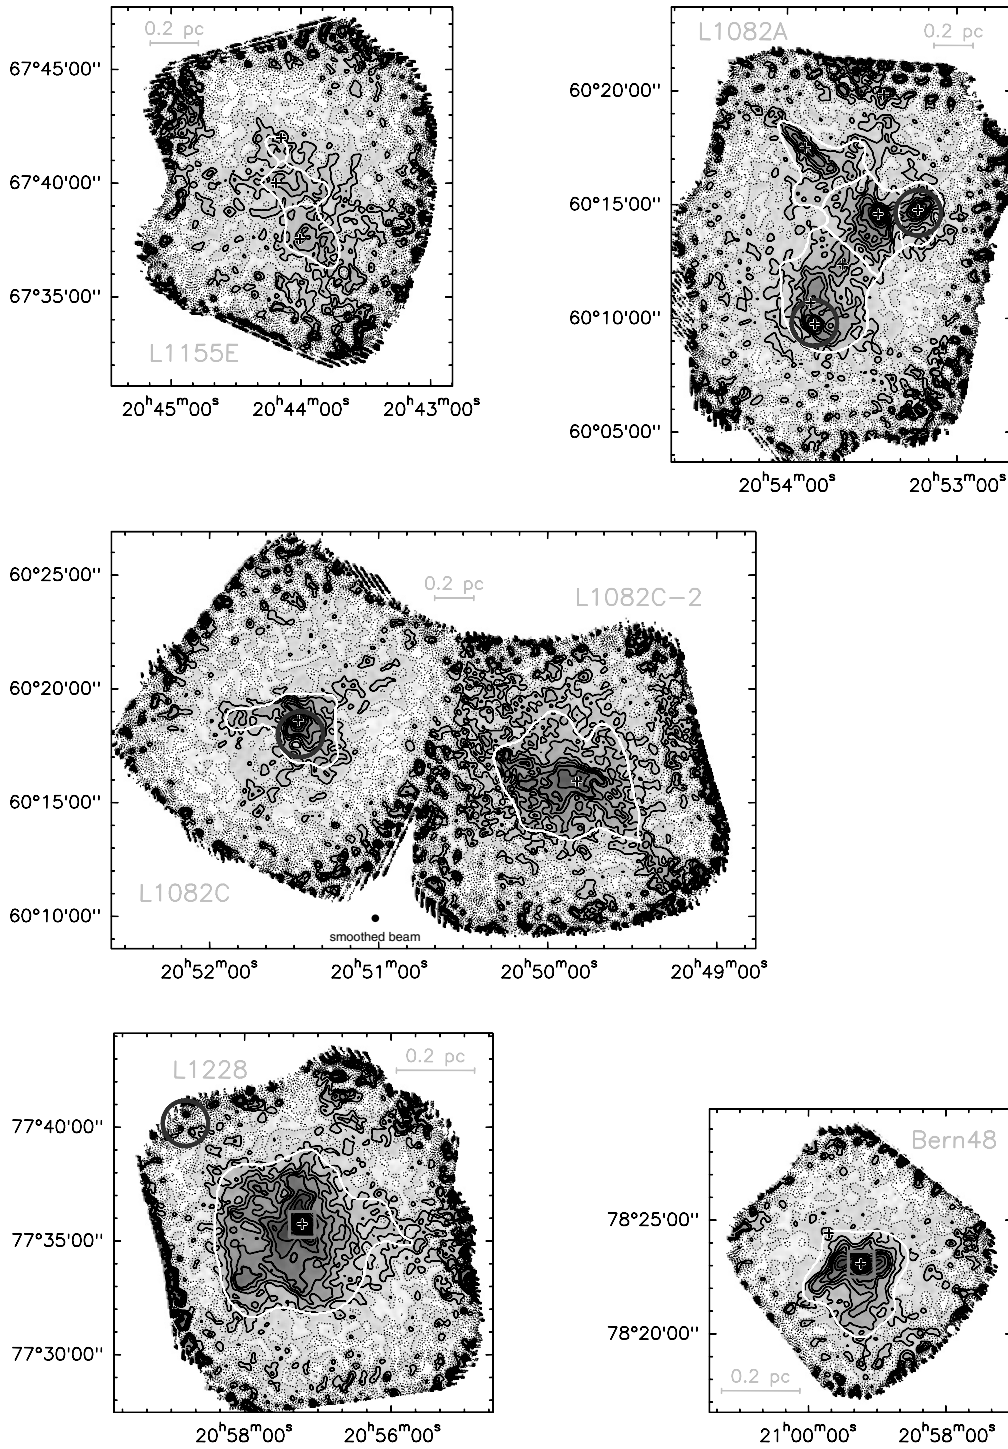 0.2 pc
67°45'00''
67°40'00''
67°35'00''
L1155E
20ʰ45ᵐ00ˢ 20ʰ44ᵐ00ˢ 20ʰ43ᵐ00ˢ
L1082A
0.2 pc
60°20'00''
60°15'00''
60°10'00''
60°05'00''
20ʰ54ᵐ00ˢ 20ʰ53ᵐ00ˢ
0.2 pc
L1082C-2
60°25'00''
60°20'00''
60°15'00''
60°10'00''
L1082C
smoothed beam
20ʰ52ᵐ00ˢ 20ʰ51ᵐ00ˢ 20ʰ50ᵐ00ˢ 20ʰ49ᵐ00ˢ
L1228
0.2 pc
77°40'00''
77°35'00''
77°30'00''
20ʰ58ᵐ00ˢ 20ʰ56ᵐ00ˢ
Bern48
78°25'00''
78°20'00''
0.2 pc
21ʰ00ᵐ00ˢ 20ʰ58ᵐ00ˢ